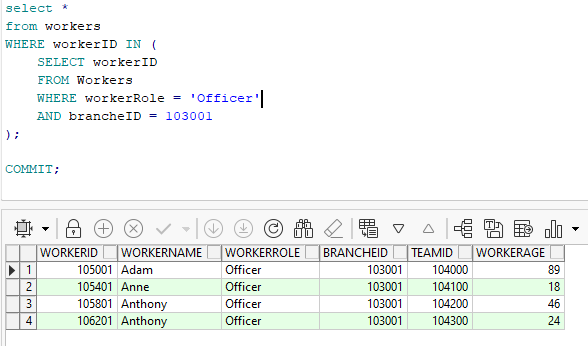 select *
from workers
WHERE workerID IN (
SELECT workerID
FROM Workers
WHERE workerRole = 'Officer'
AND brancheID = 103001
);
COMMIT;
WORKERID WORKERNAME WORKERROLE BRANCHEID TEAMID WORKERAGE
1 105001 Adam Officer 103001 104000 89
2 105401 Anne Officer 103001 104100 18
3 105801 Anthony Officer 103001 104200 46
4 106201 Anthony Officer 103001 104300 24